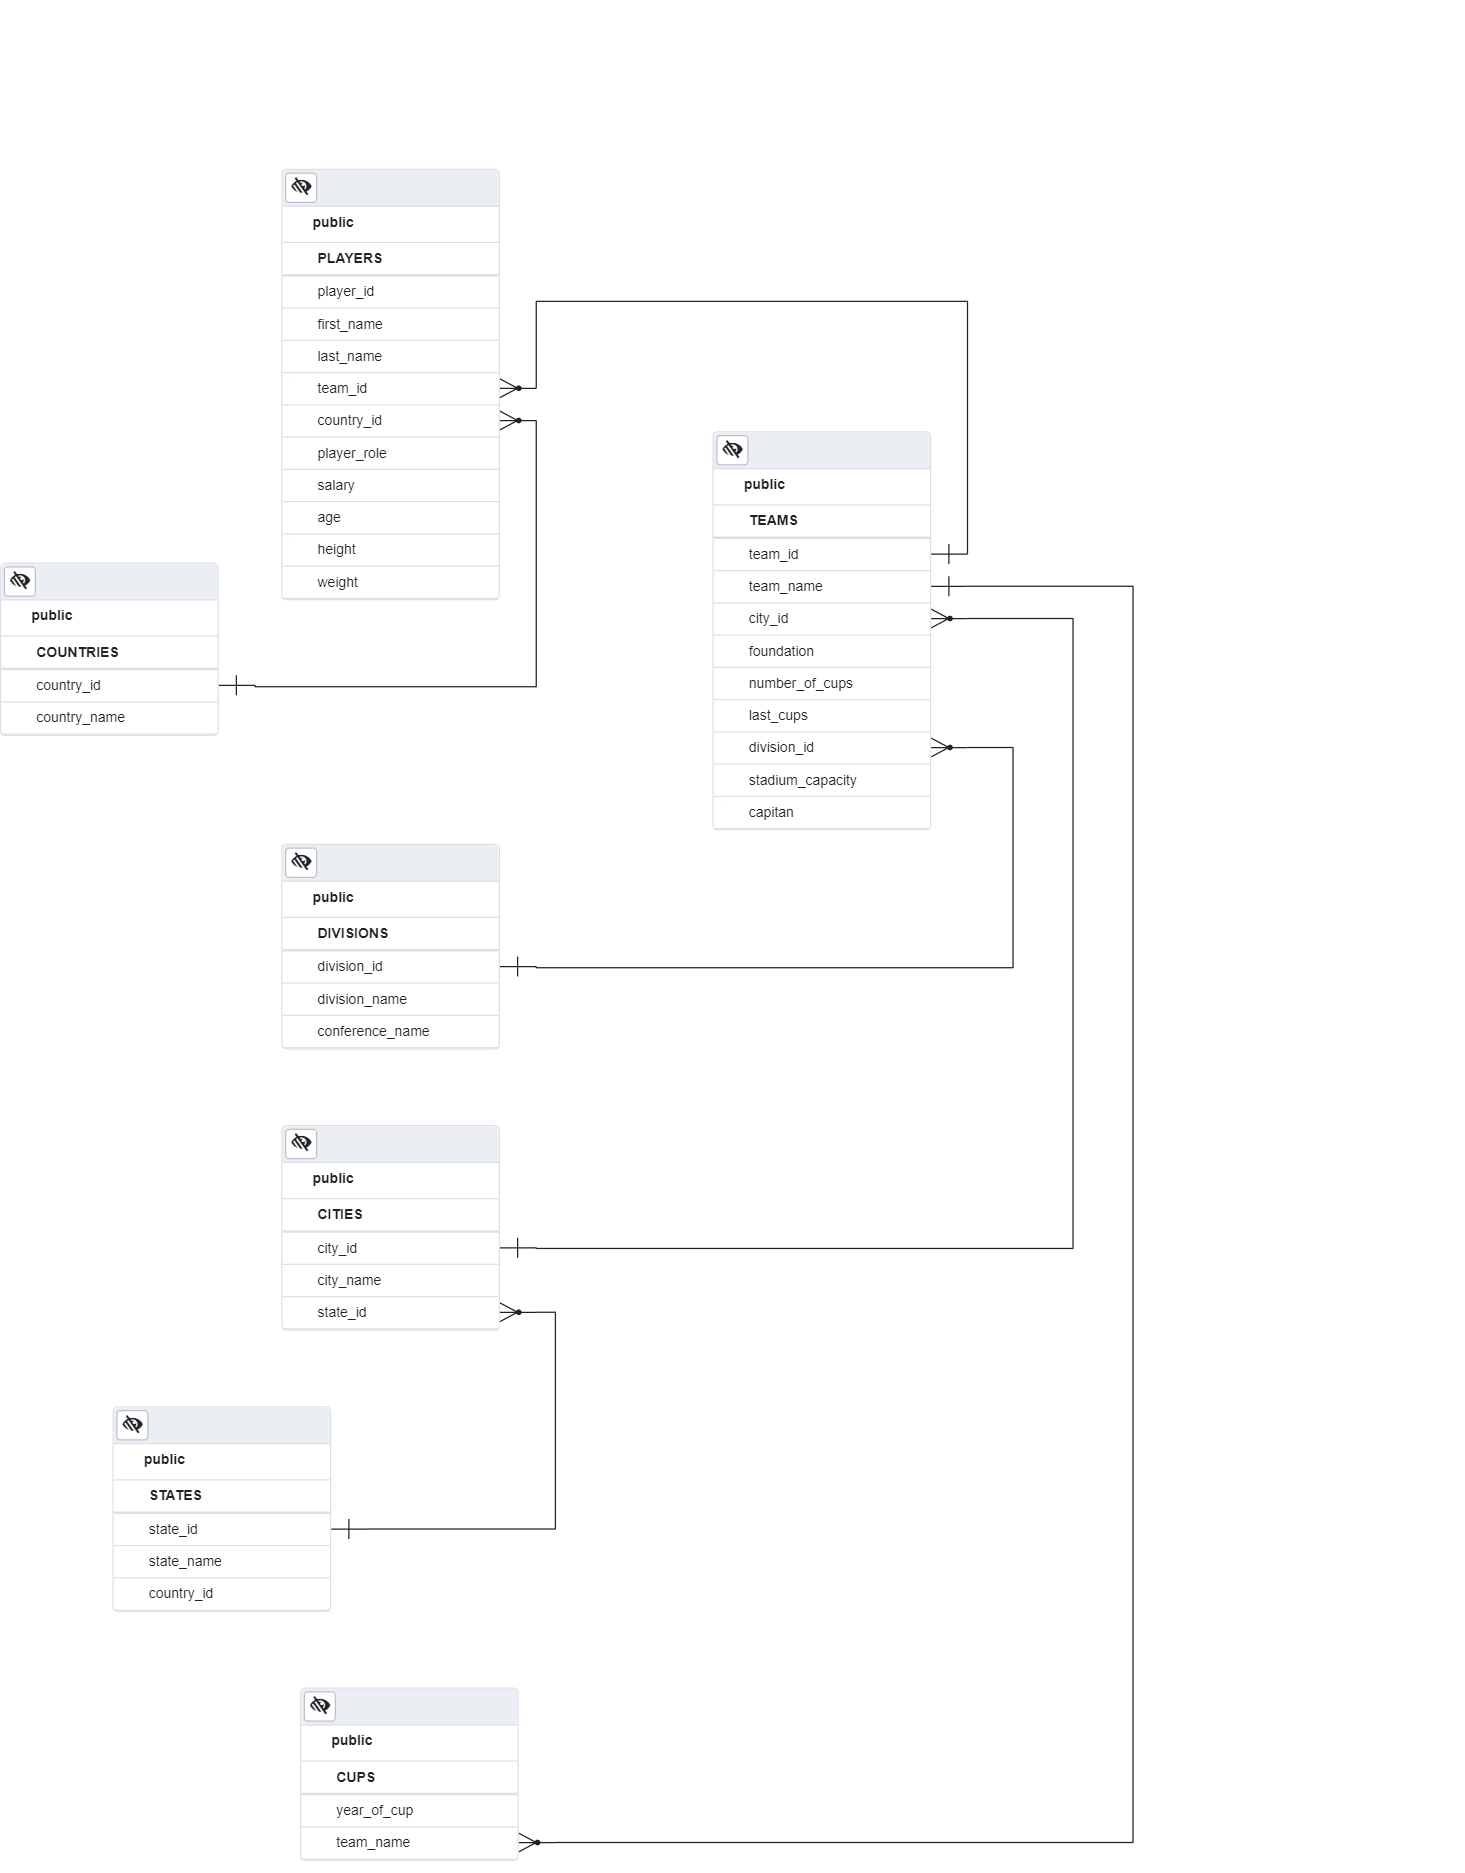 public
PLAYERS
player_id
first_name
last_name
team_id
country_id
player_role
salary
age
height
weight
public
TEAMS
team_id
team_name
city_id
foundation
number_of_cups
last_cups
division_id
stadium_capacity
capitan
public
COUNTRIES
country_id
country_name
public
DIVISIONS
division_id
division_name
conference_name
public
CITIES
city_id
city_name
state_id
public
STATES
state_id
state_name
country_id
public
CUPS
year_of_cup
team_name